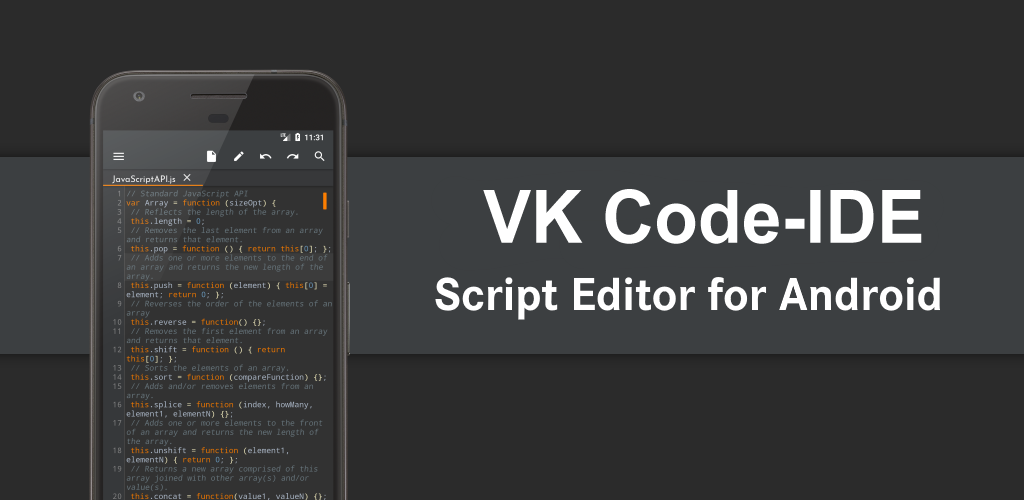 11:31
JavaScriptAPI.js
1 // Standard JavaScript API
2 var Array = function (sizeOpt) {
3 // Reflects the length of the array.
4 this.length = 0;
5 // Removes the last element from an array
and returns that element.
6 this.pop = function () { return this[0]; };
7 // Adds one or more elements to the end of
an array and returns the new length of the
array.
8 this.push = function (element) { this[0] =
element; return 0; };
9 // Reverses the order of the elements of an
array
10 this.reverse = function() {};
11 // Removes the first element from an array
and returns that element.
12 this.shift = function () { return
this[0]; };
13 // Sorts the elements of an array.
14 this.sort = function (compareFunction) {};
15 // Adds and/or removes elements from an
array.
16 this.splice = function (index, howMany,
element1, elementN) {};
17 // Adds one or more elements to the front
of an array and returns the new length of
the array.
18 this.unshift = function (element1,
elementN) { return 0; };
19 // Returns a new array comprised of this
array joined with other array(s) and/or
value(s).
20 this.concat = function(value1, valueN) {};
VK Code-IDE
Script Editor for Android